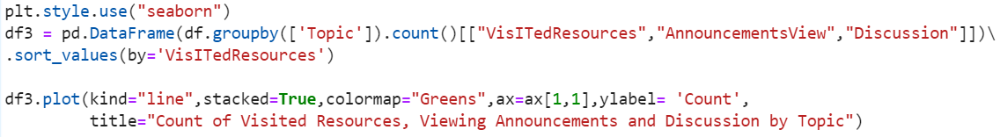 plt.style.use("seaborn")
df3 = pd.DataFrame(df.groupby(['Topic']).count()[["VisITedResources","AnnouncementsView","Discussion"]])\
.sort_values(by='VisITedResources')
df3.plot(kind="line",stacked=True,colormap="Greens",ax=ax[1,1],ylabel= 'Count',
title="Count of Visited Resources, Viewing Announcements and Discussion by Topic")